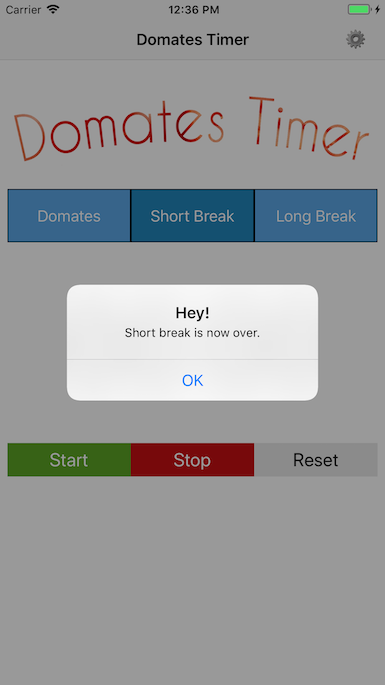 Carrier 12:36 PM
Domates Timer
Domates Timer
Domates Short Break Long Break
Hey!
Short break is now over.
OK
Start Stop Reset